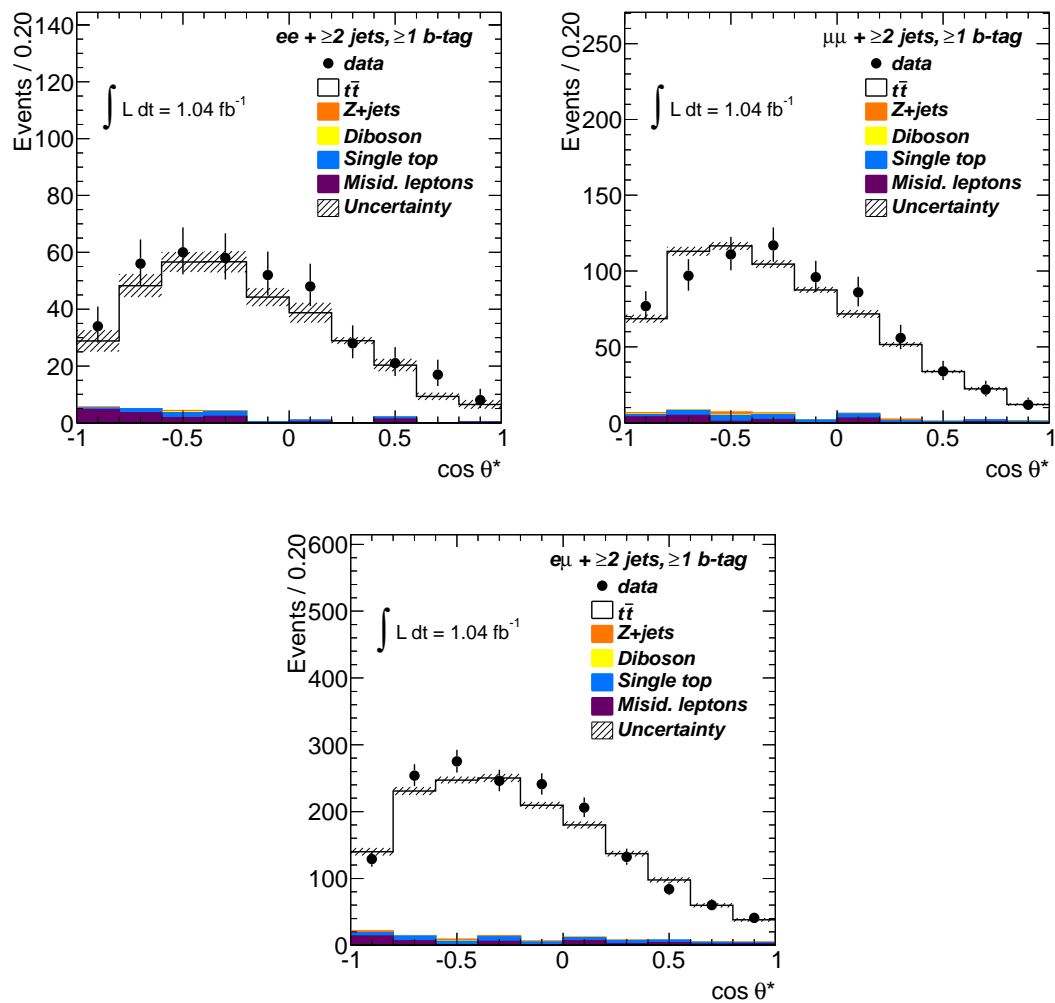 Events / 0.20
140
120
100
80
60
40
20
0
ee + ≥2 jets, ≥1 b-tag
data
tt̄
Z+jets
Diboson
Single top
Misid. leptons
Uncertainty
∫ L dt = 1.04 fb⁻¹
-1 -0.5 0 0.5 1
cos θ*
Events / 0.20
250
200
150
100
50
0
μμ + ≥2 jets, ≥1 b-tag
data
tt̄
Z+jets
Diboson
Single top
Misid. leptons
Uncertainty
∫ L dt = 1.04 fb⁻¹
-1 -0.5 0 0.5 1
cos θ*
Events / 0.20
600
500
400
300
200
100
0
eμ + ≥2 jets, ≥1 b-tag
data
tt̄
Z+jets
Diboson
Single top
Misid. leptons
Uncertainty
∫ L dt = 1.04 fb⁻¹
-1 -0.5 0 0.5 1
cos θ*